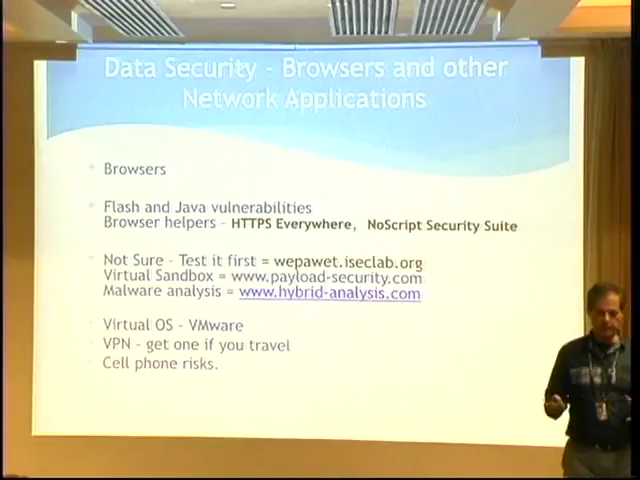 Data Security - Browsers and other
Network Applications
Browsers
Flash and Java vulnerabilities
Browser helpers - HTTPS Everywhere, NoScript Security Suite
Not Sure - Test it first = wepawet.iseclab.org
Virtual Sandbox = www.payload-security.com
Malware analysis = www.hybrid-analysis.com
Virtual OS - VMware
VPN - get one if you travel
Cell phone risks.